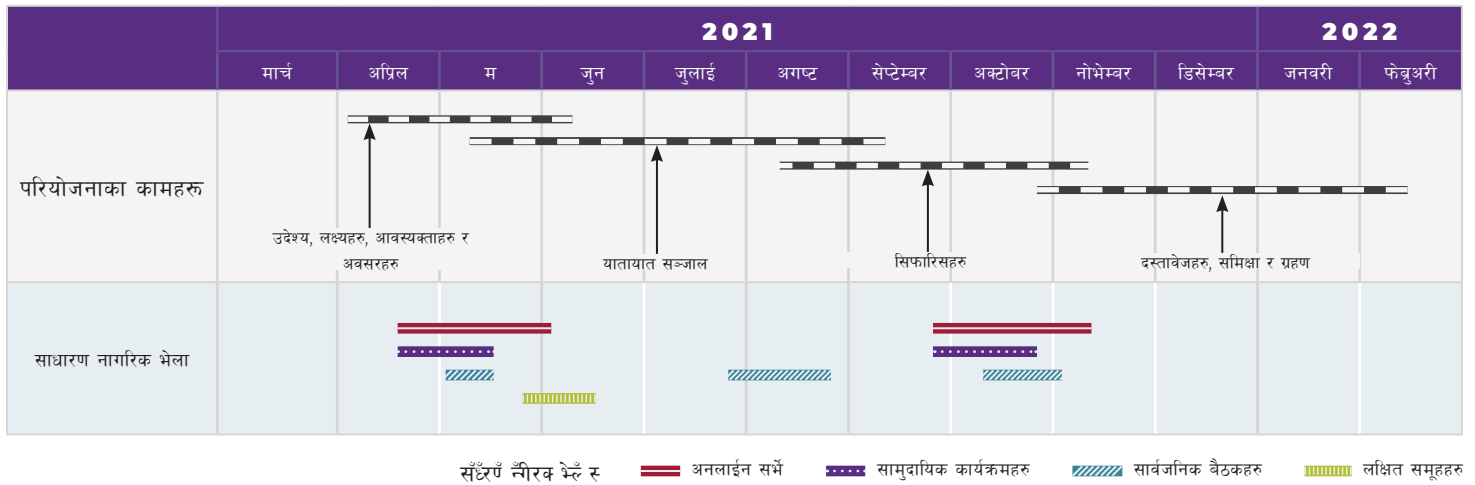 2021 2022
मार्च अप्रिल म जुन जुलाई अगष्ट सेप्टेम्बर अक्टोबर नोभेम्बर डिसेम्बर जनवरी फेब्रुअरी
परियोजनाका कामहरू
उदेश्य, लक्ष्यहरु, आवस्यक्ताहरु र
अवसरहरु
यातायात सञ्जाल
सिफारिसहरु
दस्तावेजहरु, समिक्षा र ग्रहण
साधारण नागरिक भेला
अनलाईन सर्भे सामुदायिक कार्यक्रमहरु सार्वजनिक बैठकहरु लक्षित समूहहरु